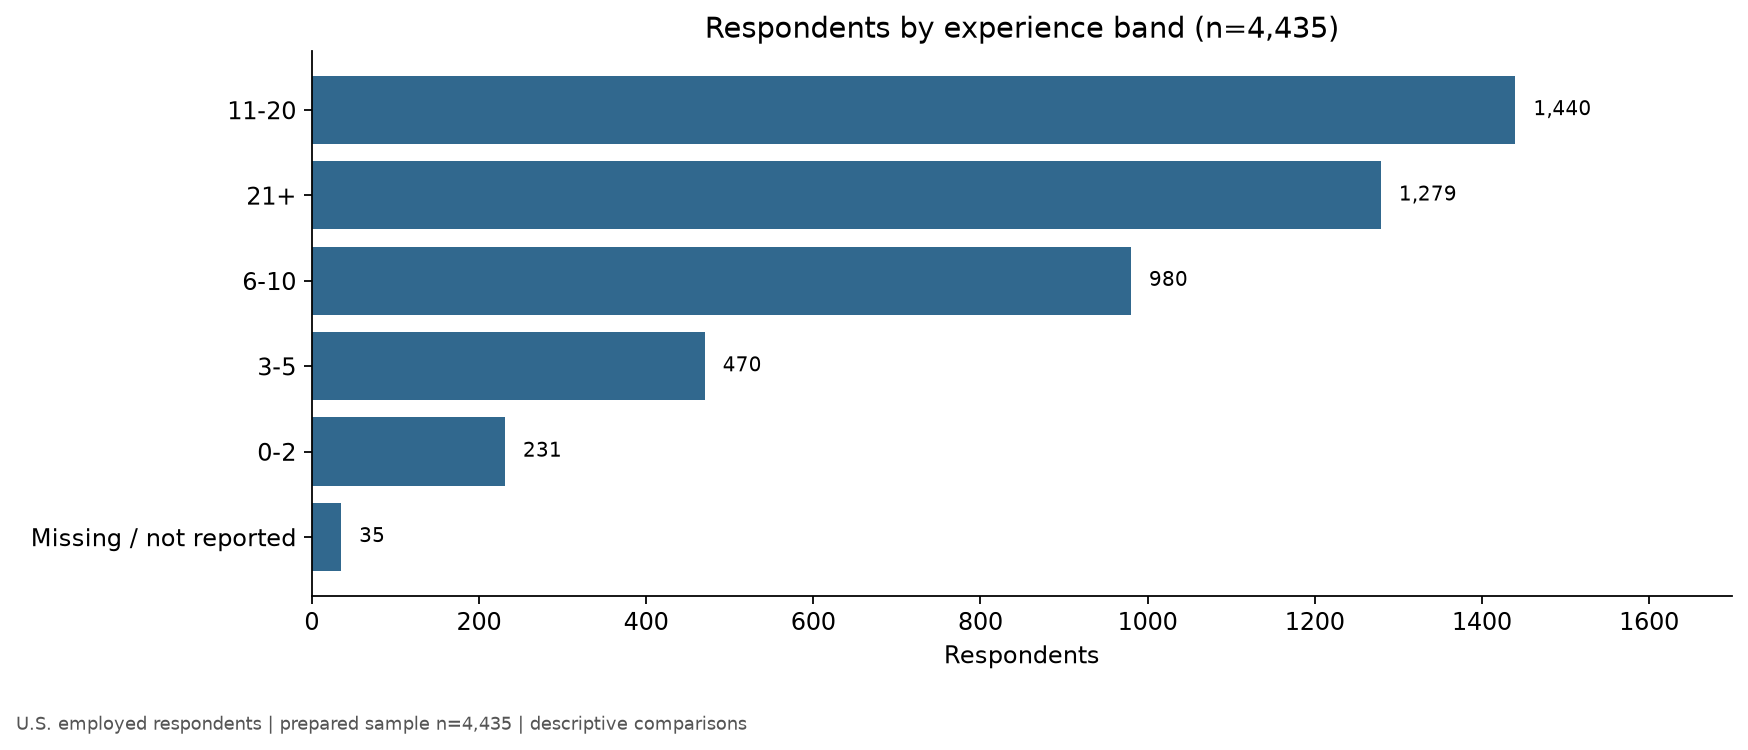 Respondents by experience band (n=4,435)
11-20 1,440
21+ 1,279
6-10 980
3-5 470
0-2 231
Missing / not reported 35
0 200 400 600 800 1000 1200 1400 1600
Respondents
U.S. employed respondents | prepared sample n=4,435 | descriptive comparisons